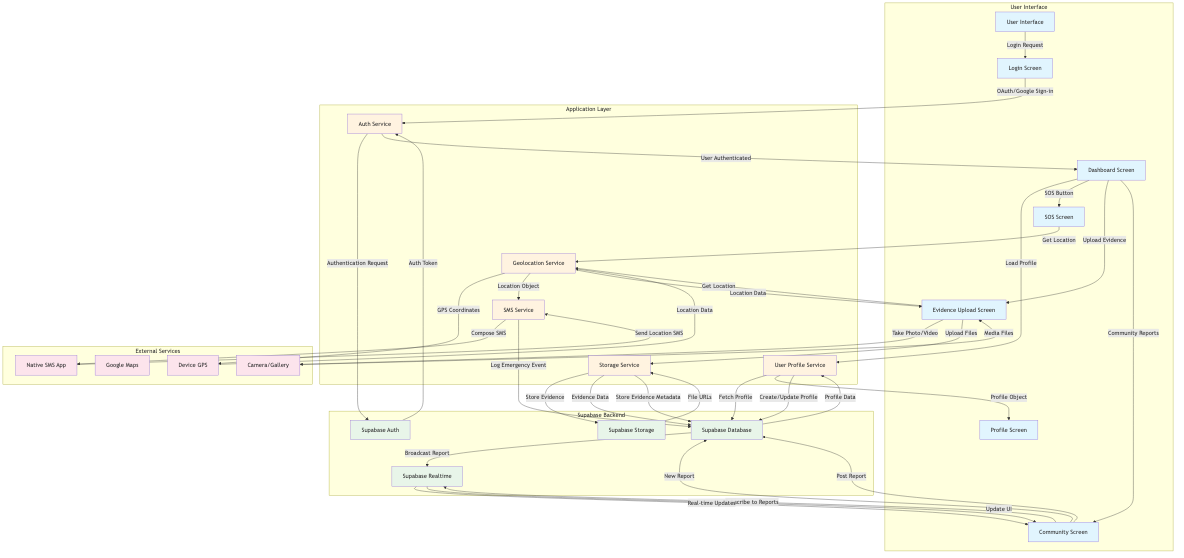 User Interface
User Interface
Login Request
Login Screen
OAuth/Google Sign-in
Application Layer
Auth Service
User Authenticated
Dashboard Screen
SOS Button
SOS Screen
Get Location
Upload Evidence
Authentication Request
Auth Token
Geolocation Service
Load Profile
Location Object
Get Location
Location Data
GPS Coordinates
SMS Service
Location Data
Evidence Upload Screen
Compose SMS
Send Location SMS
Take Photo/Video
Upload Files
Media Files
Community Reports
External Services
Native SMS App
Google Maps
Device GPS
Camera/Gallery
Log Emergency Event
Storage Service
User Profile Service
Store Evidence
Evidence Data
Store Evidence Metadata
File URLs
Fetch Profile
Create/Update Profile
Profile Data
Profile Object
Supabase Backend
Supabase Auth
Supabase Storage
Supabase Database
Profile Screen
Broadcast Report
Supabase Realtime
New Report
Post Report
Real-time Updates
cribe to Reports
Update UI
Community Screen